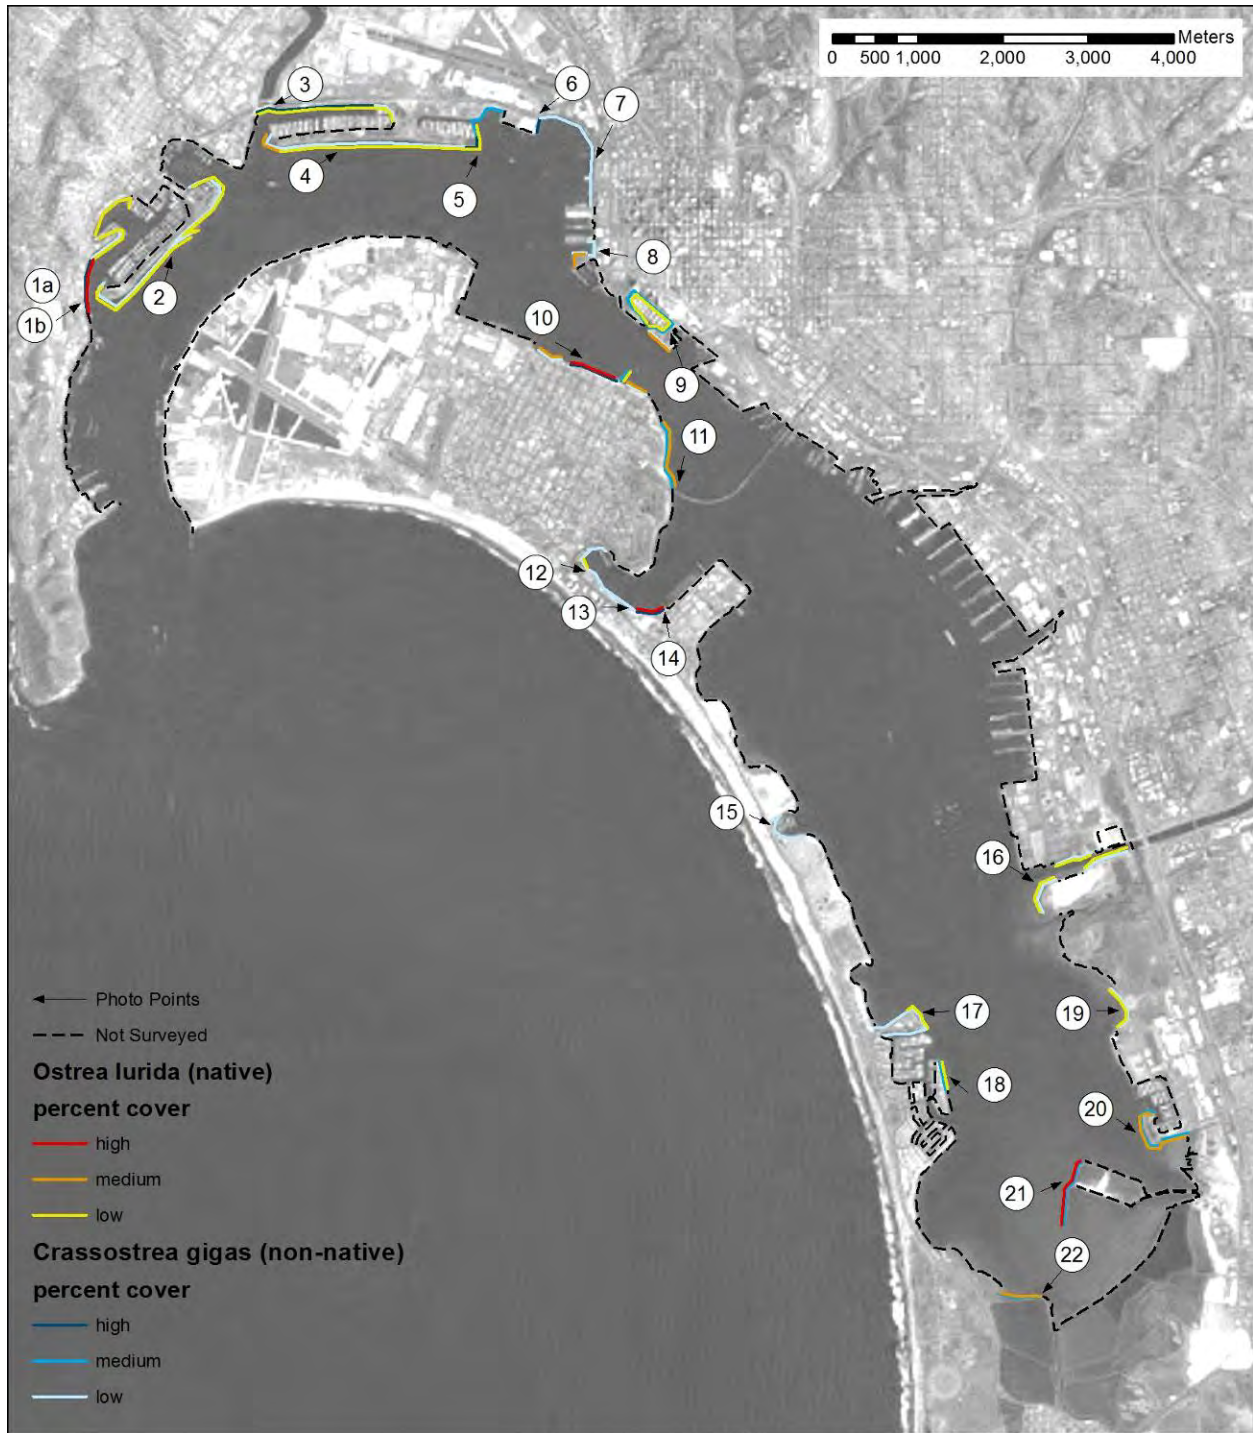 Meters
0 500 1,000 2,000 3,000 4,000
3
6
7
4
5
8
1a
2
1b
10
9
11
12
13
14
15
16
17
19
18
20
21
22
Photo Points
Not Surveyed
Ostrea lurida (native)
percent cover
high
medium
low
Crassostrea gigas (non-native)
percent cover
high
medium
low